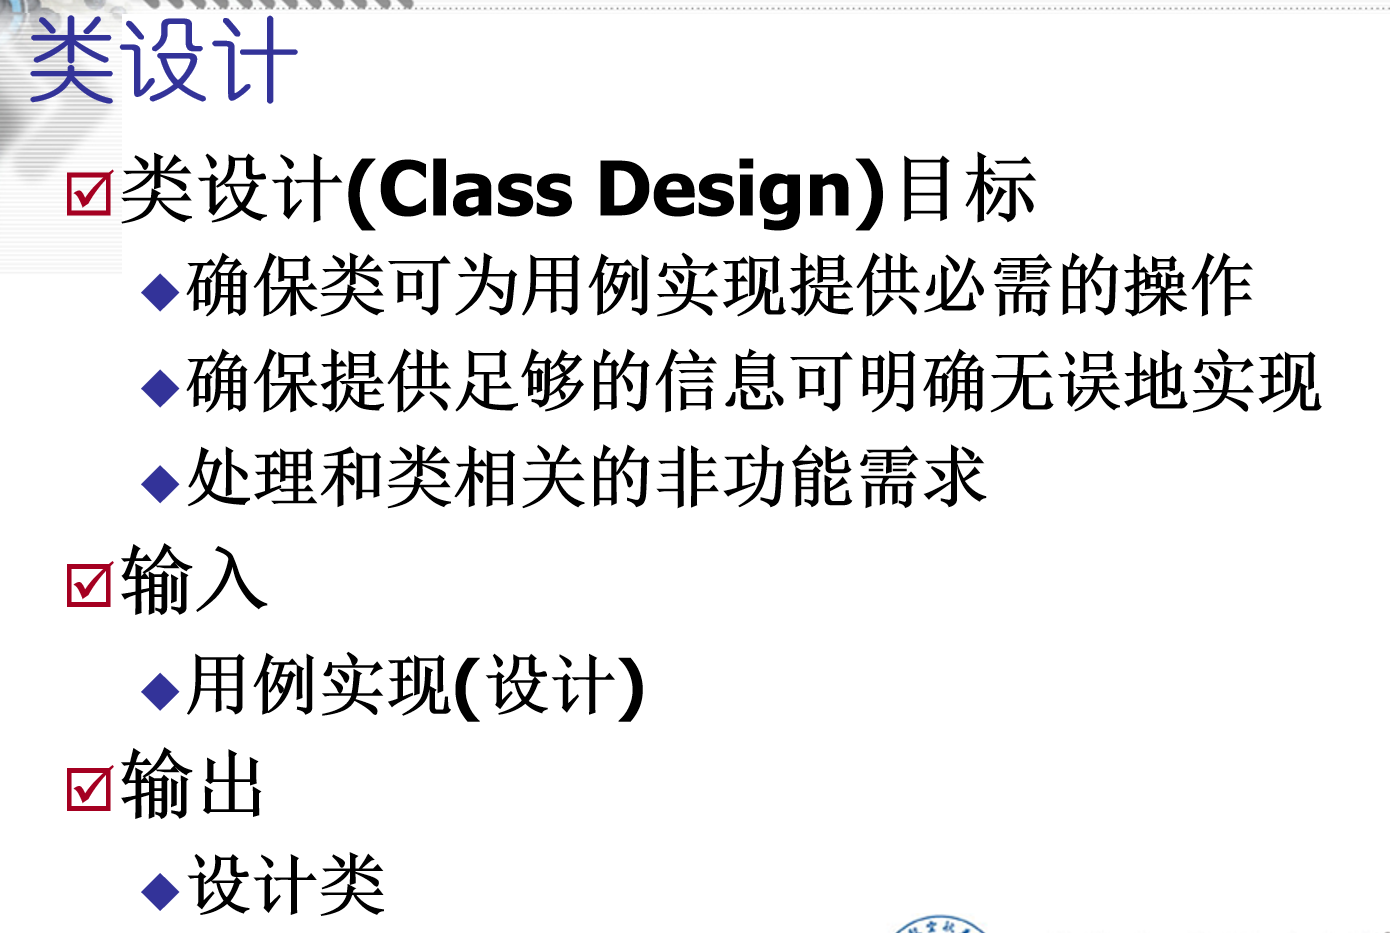 类设计
类设计(Class Design)目标
确保类可为用例实现提供必需的操作
确保提供足够的信息可明确无误地实现
处理和类相关的非功能需求
输入
用例实现(设计)
输出
设计类